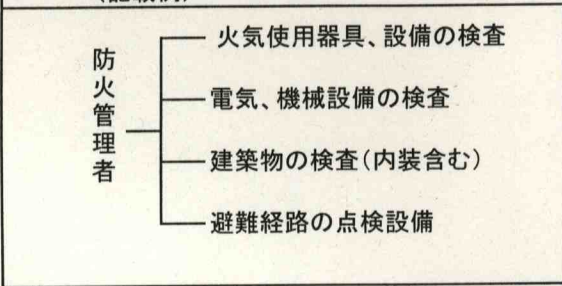 防火管理者
火気使用器具、設備の検査
電気、機械設備の検査
建築物の検査(内装含む)
避難経路の点検設備